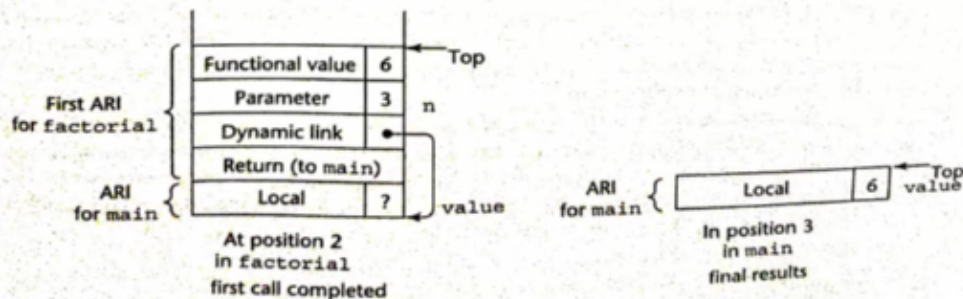 Top
Functional value 6
First ARI
for factorial
Parameter 3 n
Dynamic link
Return (to main)
ARI
for main
Local ?
value
At position 2
in factorial
first call completed
Top
ARI
for main
Local 6
value
In position 3
in main
final results